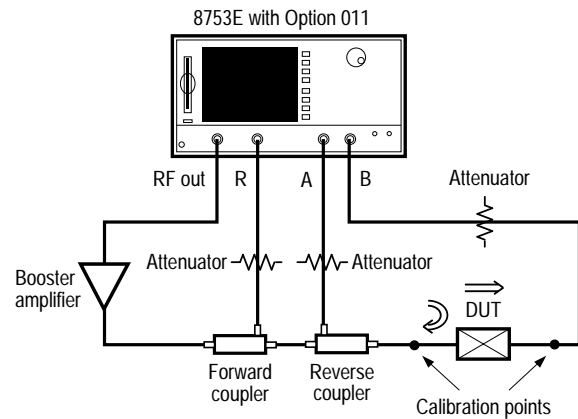 8753E with Option 011
RF out
R
A
B
Attenuator
Attenuator
Attenuator
Booster
amplifier
DUT
Forward
coupler
Reverse
coupler
Calibration points